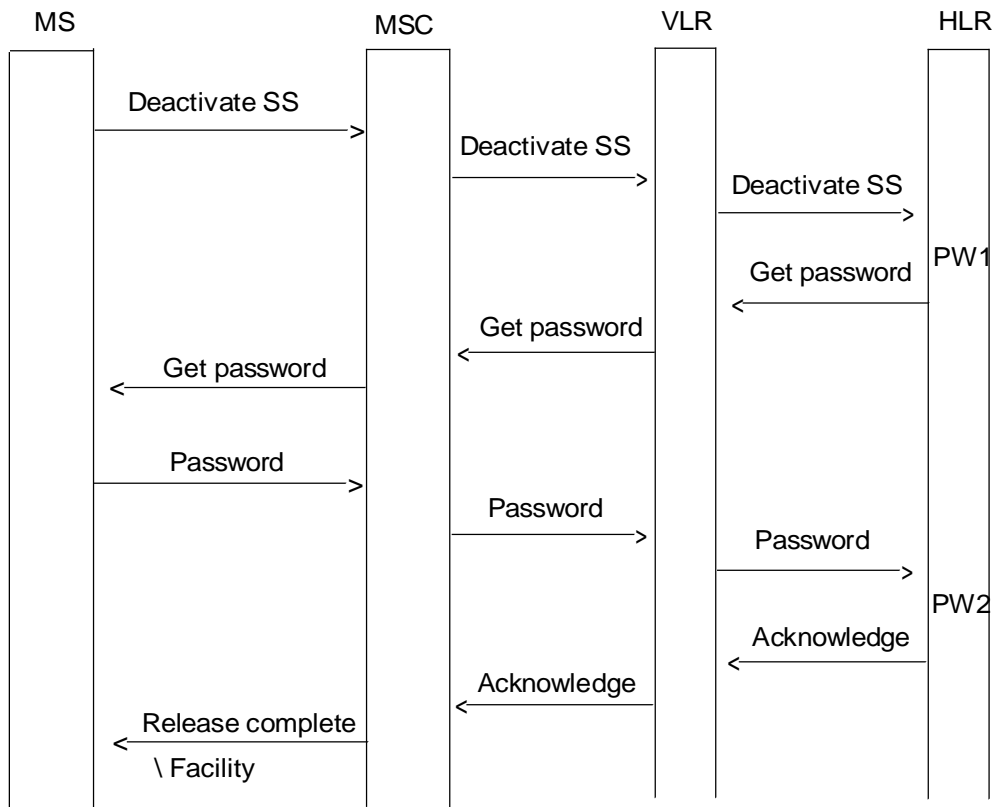 MS
MSC
VLR
HLR
Deactivate SS
Deactivate SS
Deactivate SS
PW1
Get password
Get password
Get password
Password
Password
Password
PW2
Acknowledge
Acknowledge
Release complete
\ Facility